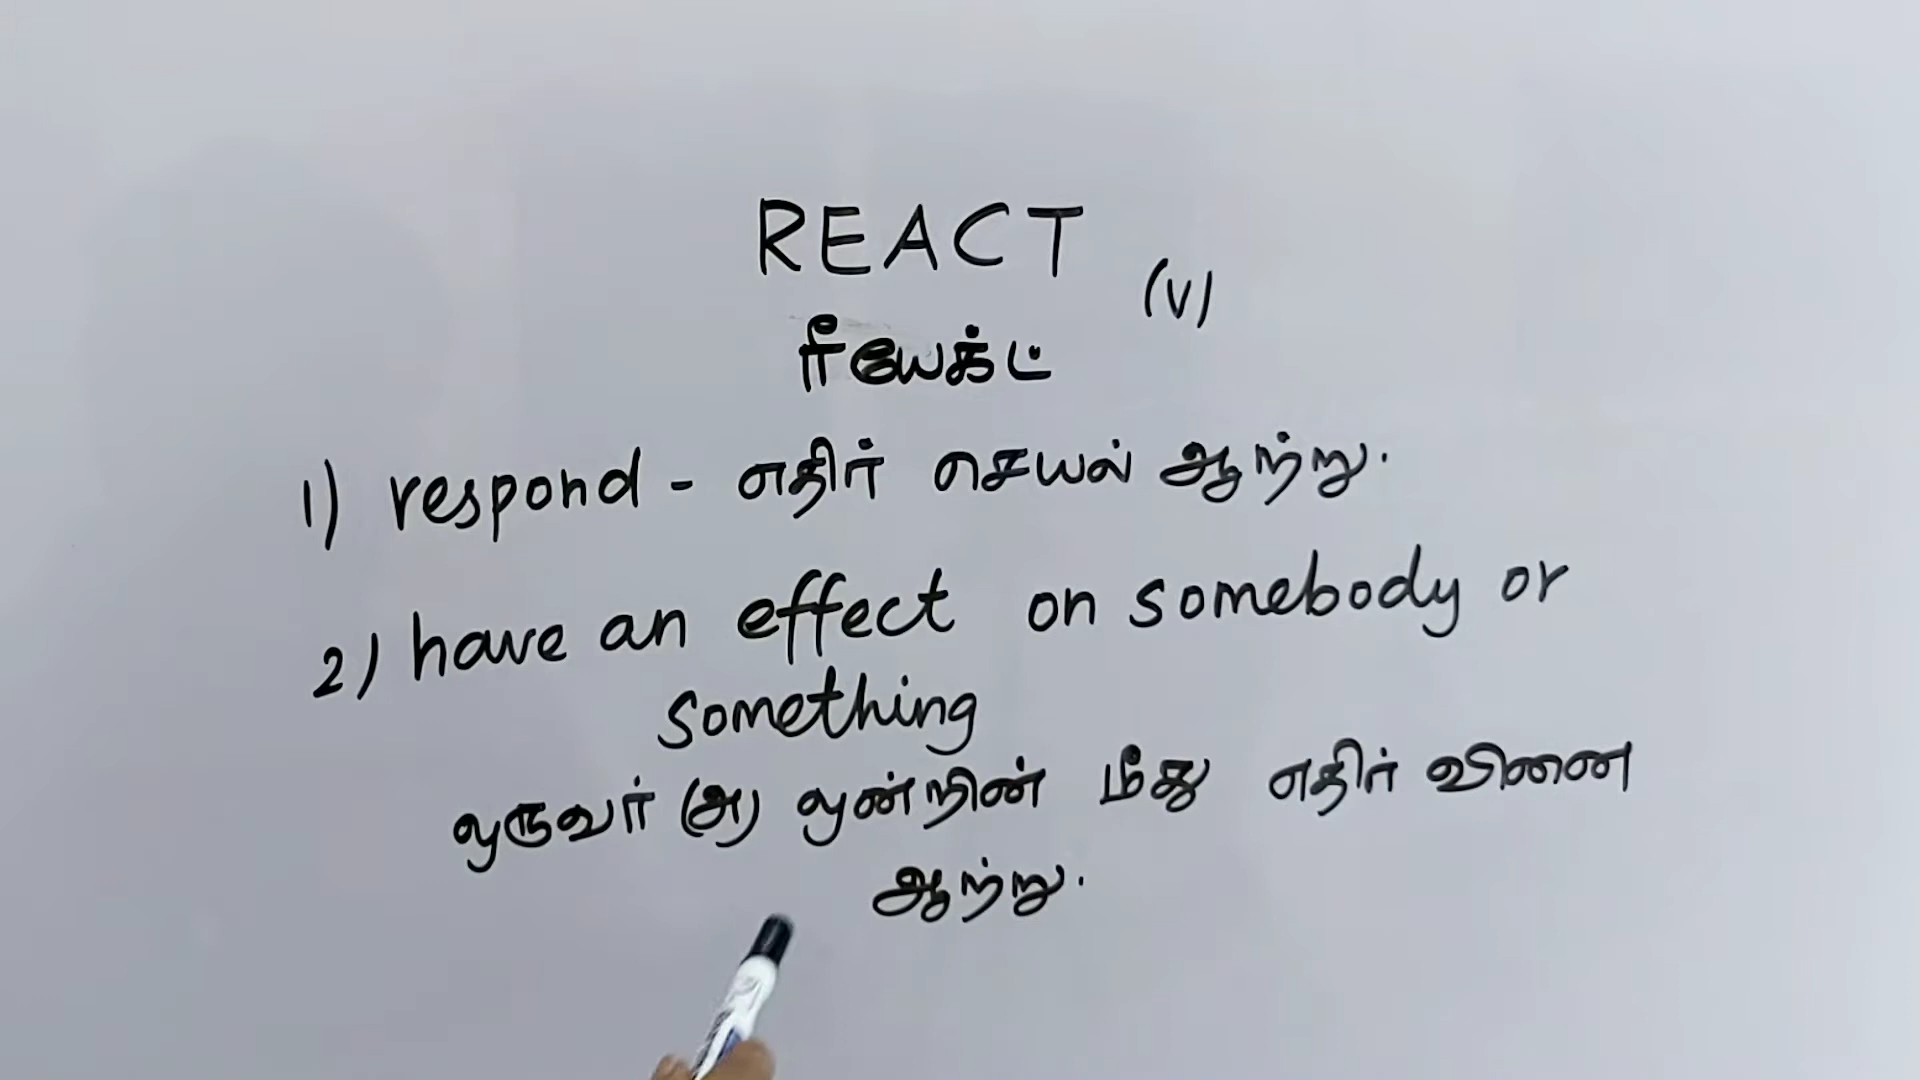 REACT
(v)
ரியேக்ட்
1) respond - எதிர் செயல் ஆற்று.
2) have an effect on somebody or
something
ஒருவர் (அ) ஒன்றின் மீது எதிர் வினை
ஆற்று.